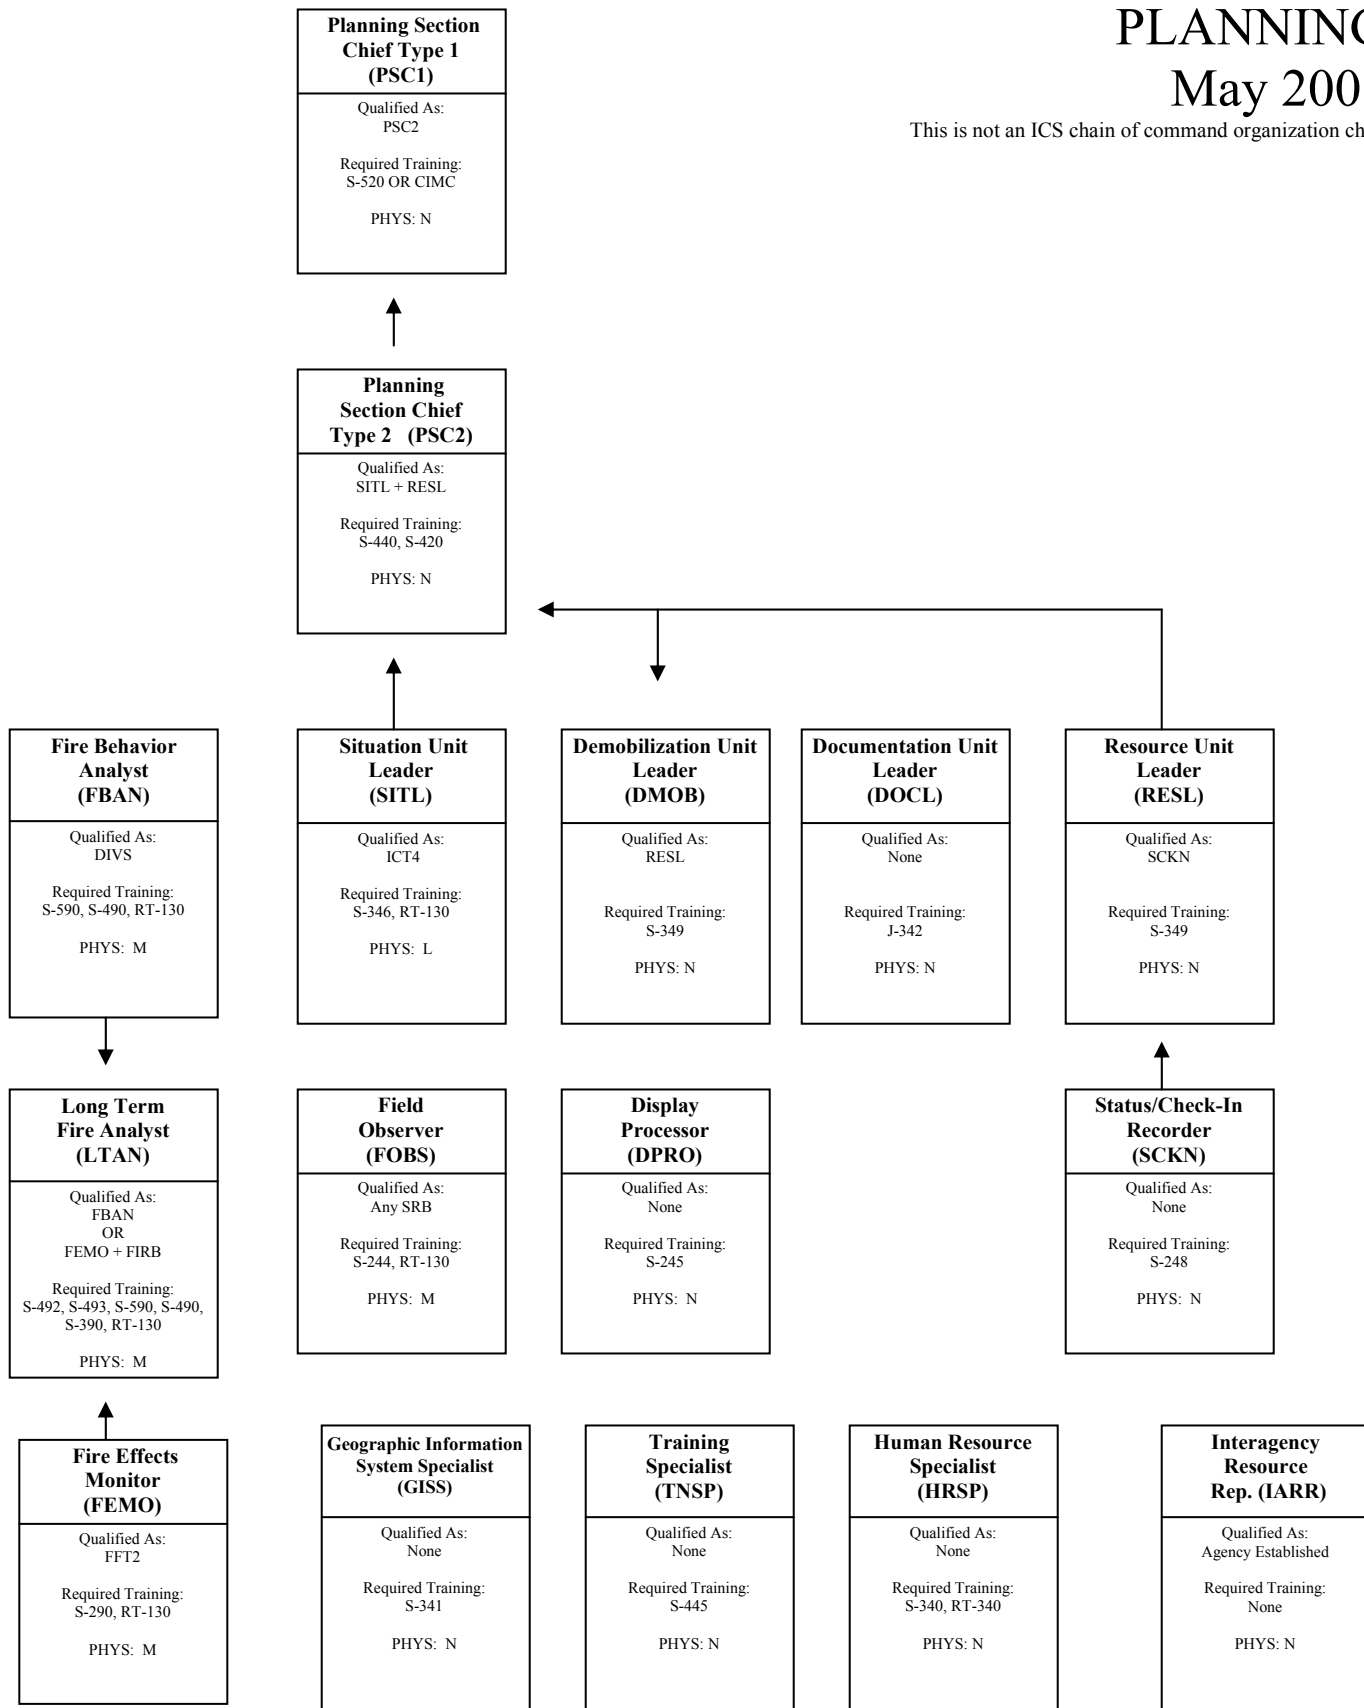 PLANNING
May 200
This is not an ICS chain of command organization ch
Planning Section
Chief Type 1
(PSC1)
Qualified As:
PSC2
Required Training:
S-520 OR CIMC
PHYS: N
Planning
Section Chief
Type 2 (PSC2)
Qualified As:
SITL + RESL
Required Training:
S-440, S-420
PHYS: N
Fire Behavior
Analyst
(FBAN)
Qualified As:
DIVS
Required Training:
S-590, S-490, RT-130
PHYS: M
Situation Unit
Leader
(SITL)
Qualified As:
ICT4
Required Training:
S-346, RT-130
PHYS: L
Demobilization Unit
Leader
(DMOB)
Qualified As:
RESL
Required Training:
S-349
PHYS: N
Documentation Unit
Leader
(DOCL)
Qualified As:
None
Required Training:
J-342
PHYS: N
Resource Unit
Leader
(RESL)
Qualified As:
SCKN
Required Training:
S-349
PHYS: N
Long Term
Fire Analyst
(LTAN)
Qualified As:
FBAN
OR
FEMO + FIRB
Required Training:
S-492, S-493, S-590, S-490,
S-390, RT-130
PHYS: M
Field
Observer
(FOBS)
Qualified As:
Any SRB
Required Training:
S-244, RT-130
PHYS: M
Display
Processor
(DPRO)
Qualified As:
None
Required Training:
S-245
PHYS: N
Status/Check-In
Recorder
(SCKN)
Qualified As:
None
Required Training:
S-248
PHYS: N
Fire Effects
Monitor
(FEMO)
Qualified As:
FFT2
Required Training:
S-290, RT-130
PHYS: M
Geographic Information
System Specialist
(GISS)
Qualified As:
None
Required Training:
S-341
PHYS: N
Training
Specialist
(TNSP)
Qualified As:
None
Required Training:
S-445
PHYS: N
Human Resource
Specialist
(HRSP)
Qualified As:
None
Required Training:
S-340, RT-340
PHYS: N
Interagency
Resource
Rep. (IARR)
Qualified As:
Agency Established
Required Training:
None
PHYS: N